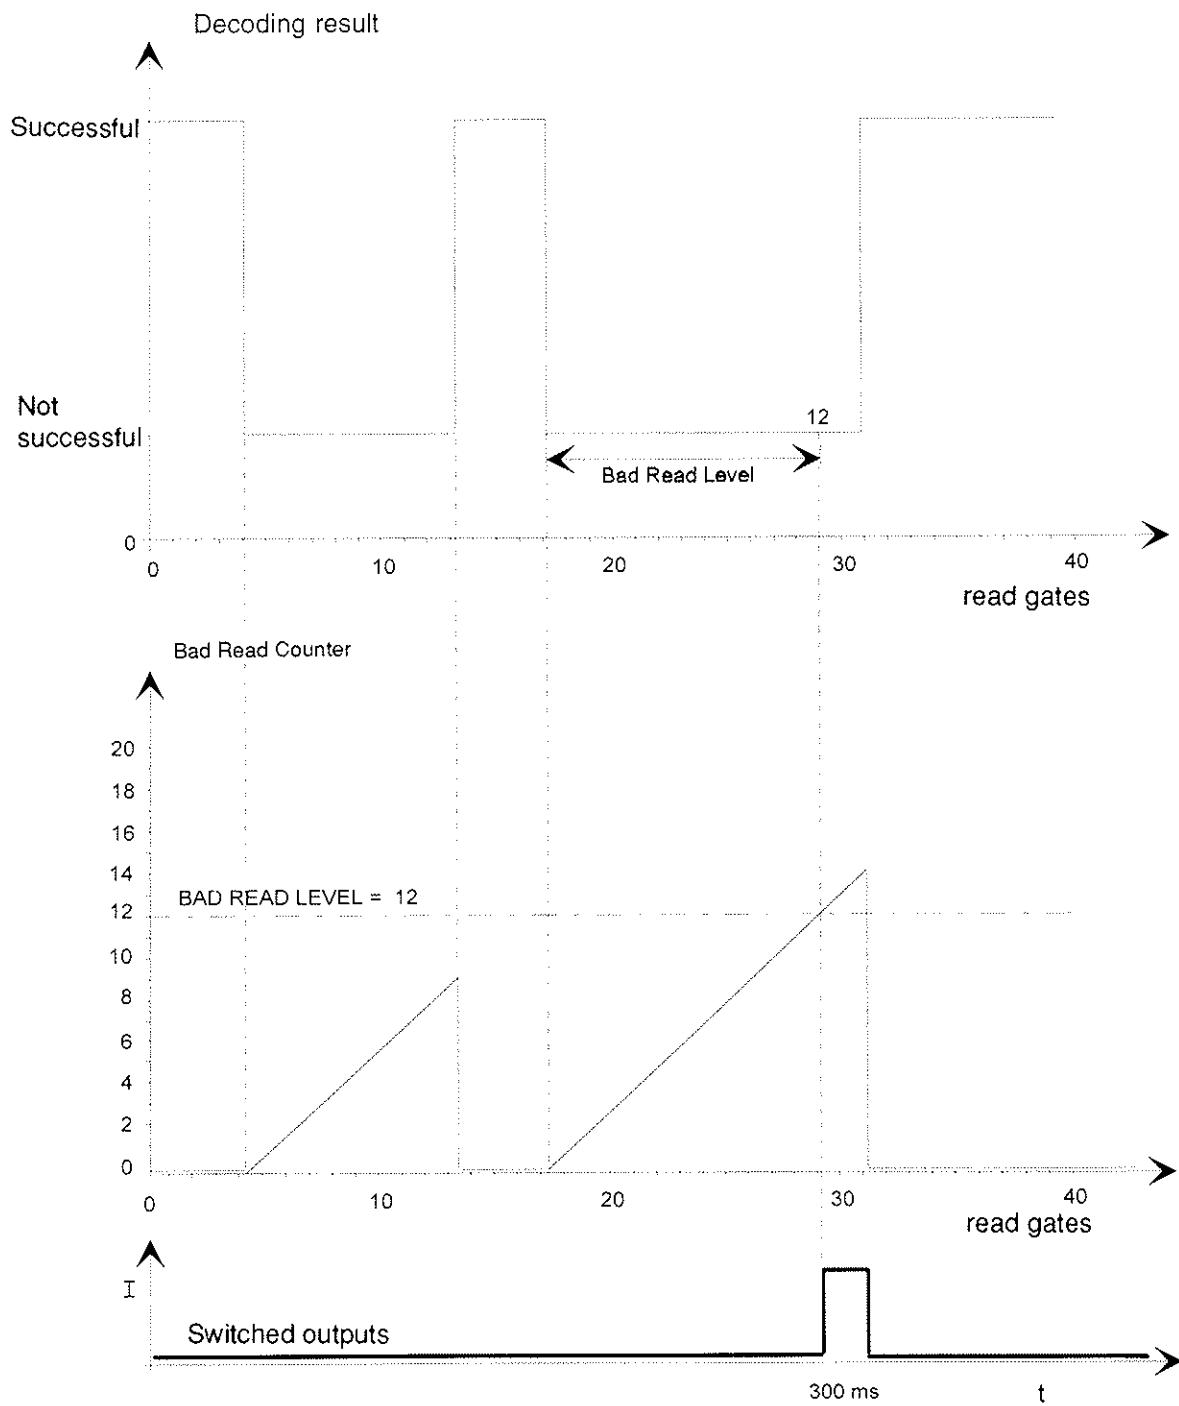 Decoding result
Successful
Not
successful
12
Bad Read Level
0
0 10 20 30 40
read gates
Bad Read Counter
20
18
16
14
BAD READ LEVEL = 12
12
10
8
6
4
2
0
0 10 20 30 40
read gates
I
Switched outputs
300 ms t